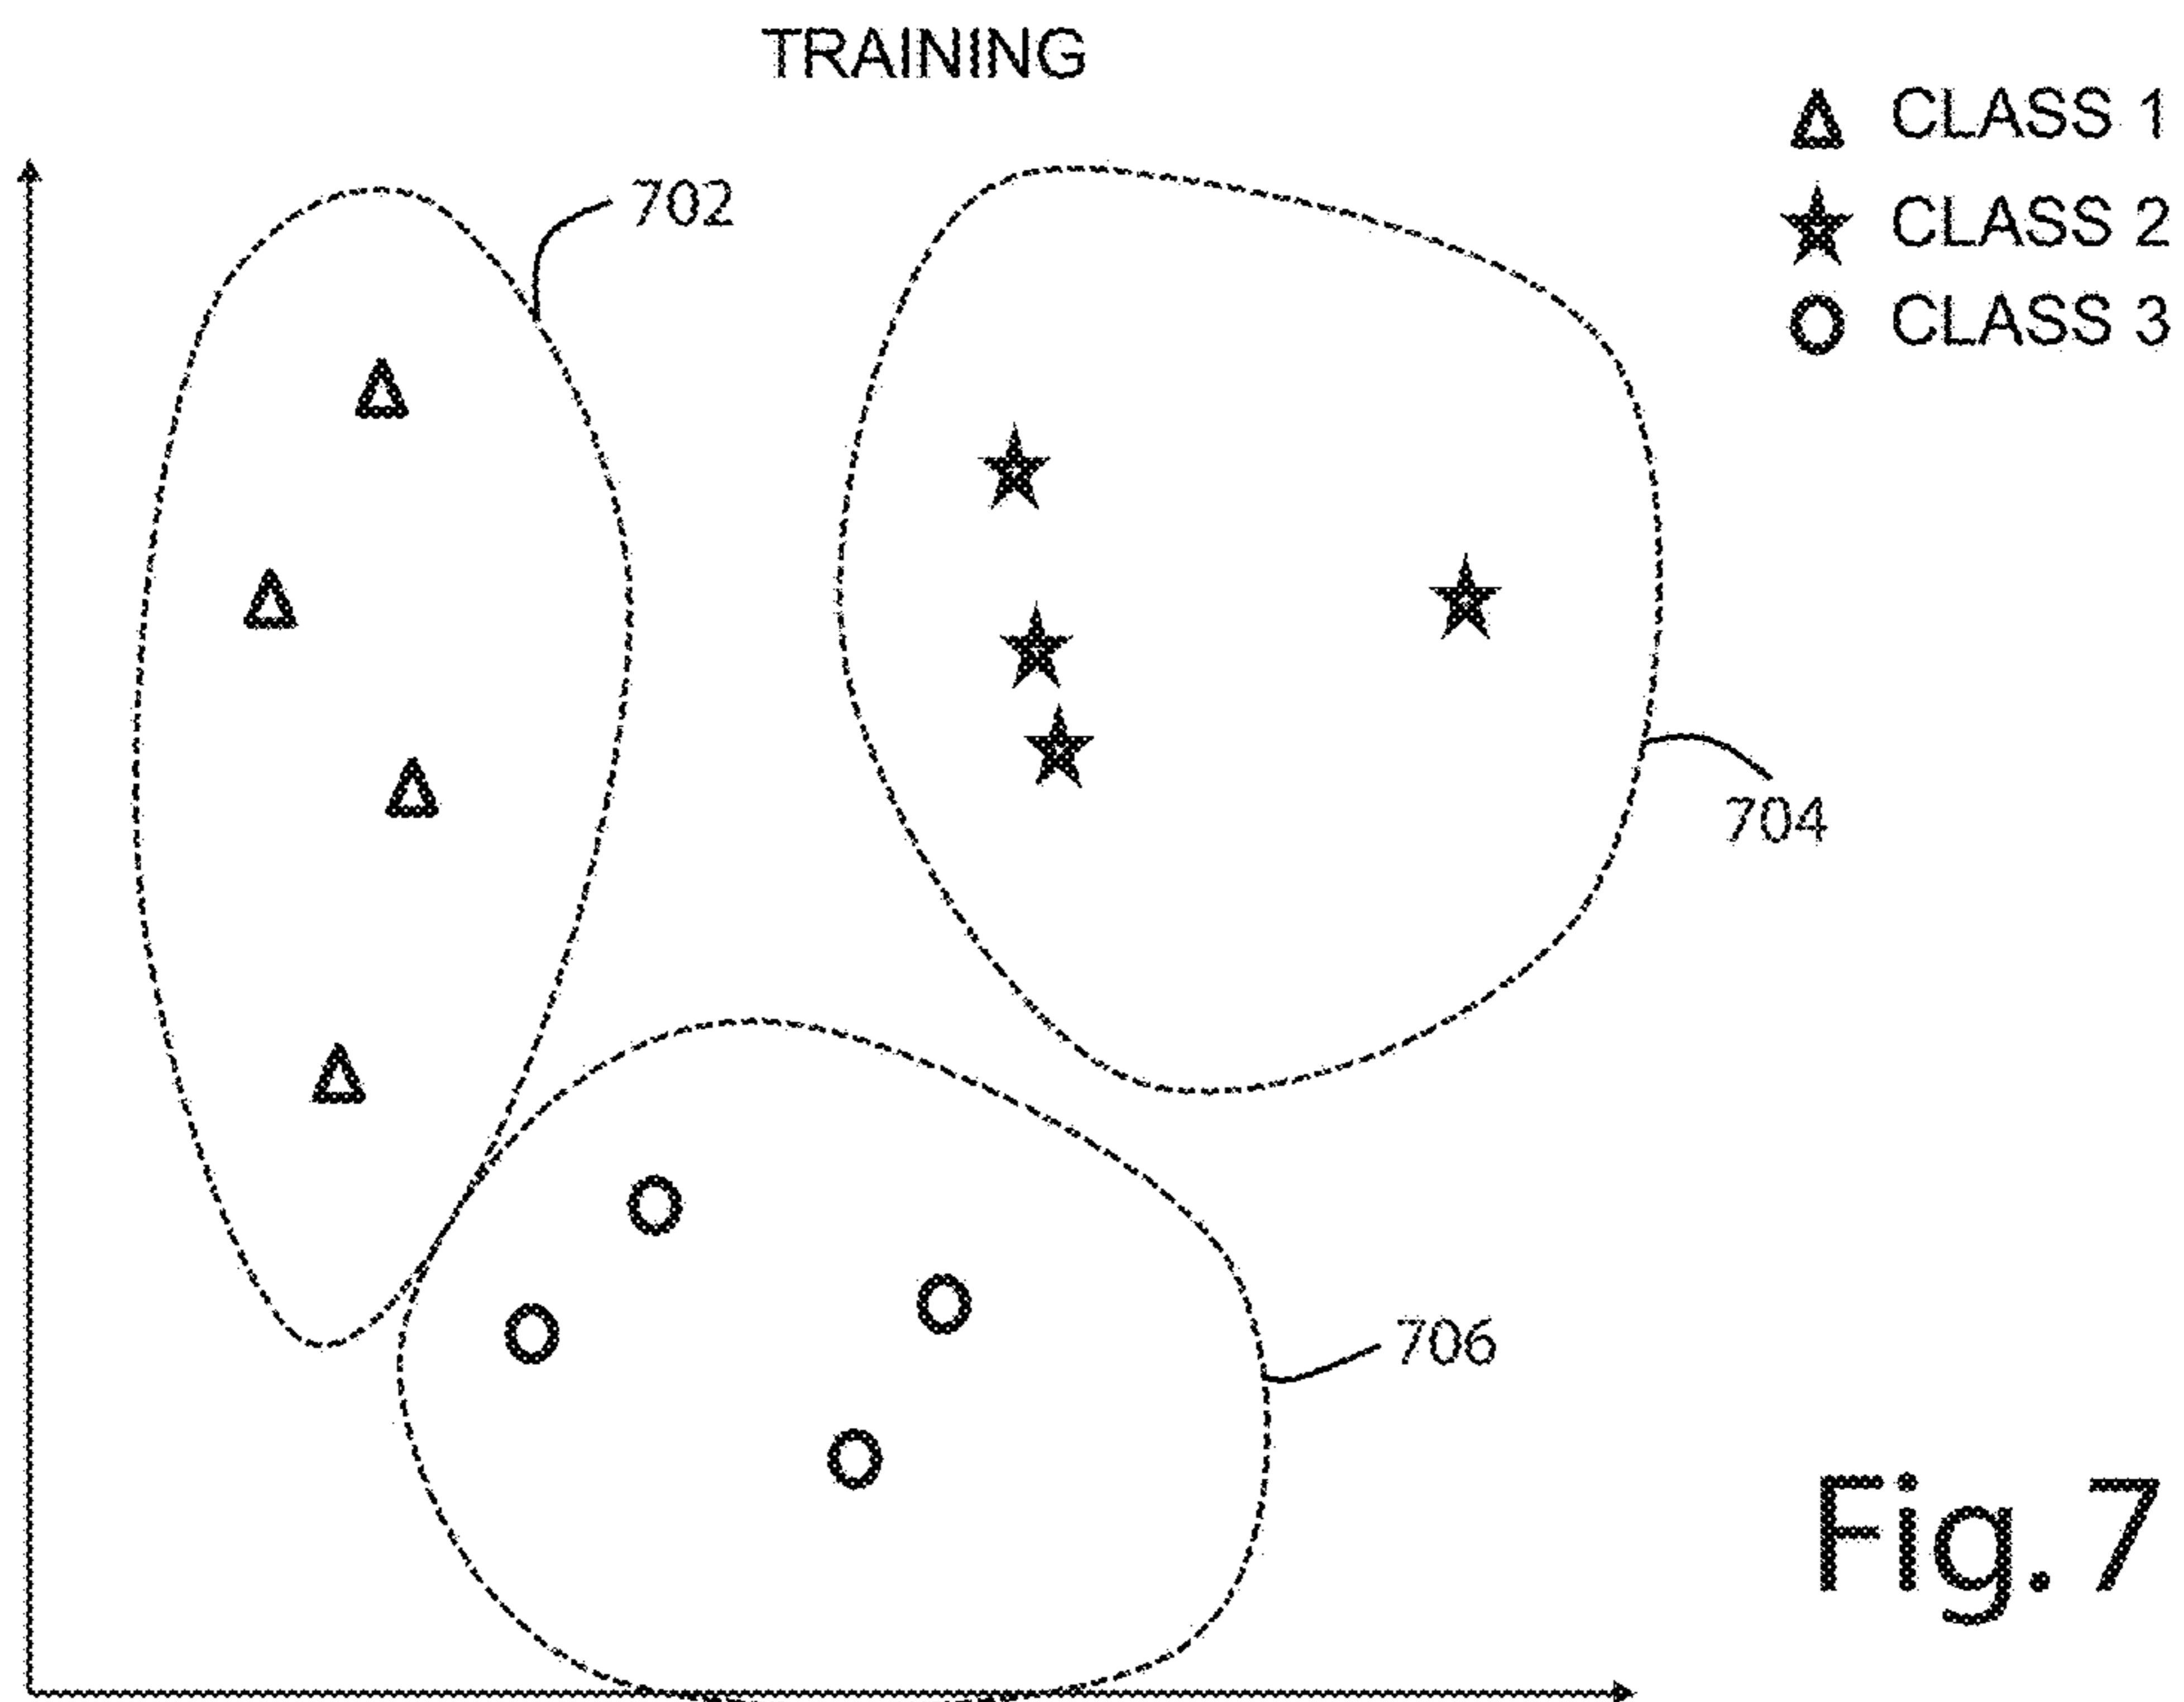 TRAINING
CLASS 1
CLASS 2
CLASS 3
702
704
706
Fig.7